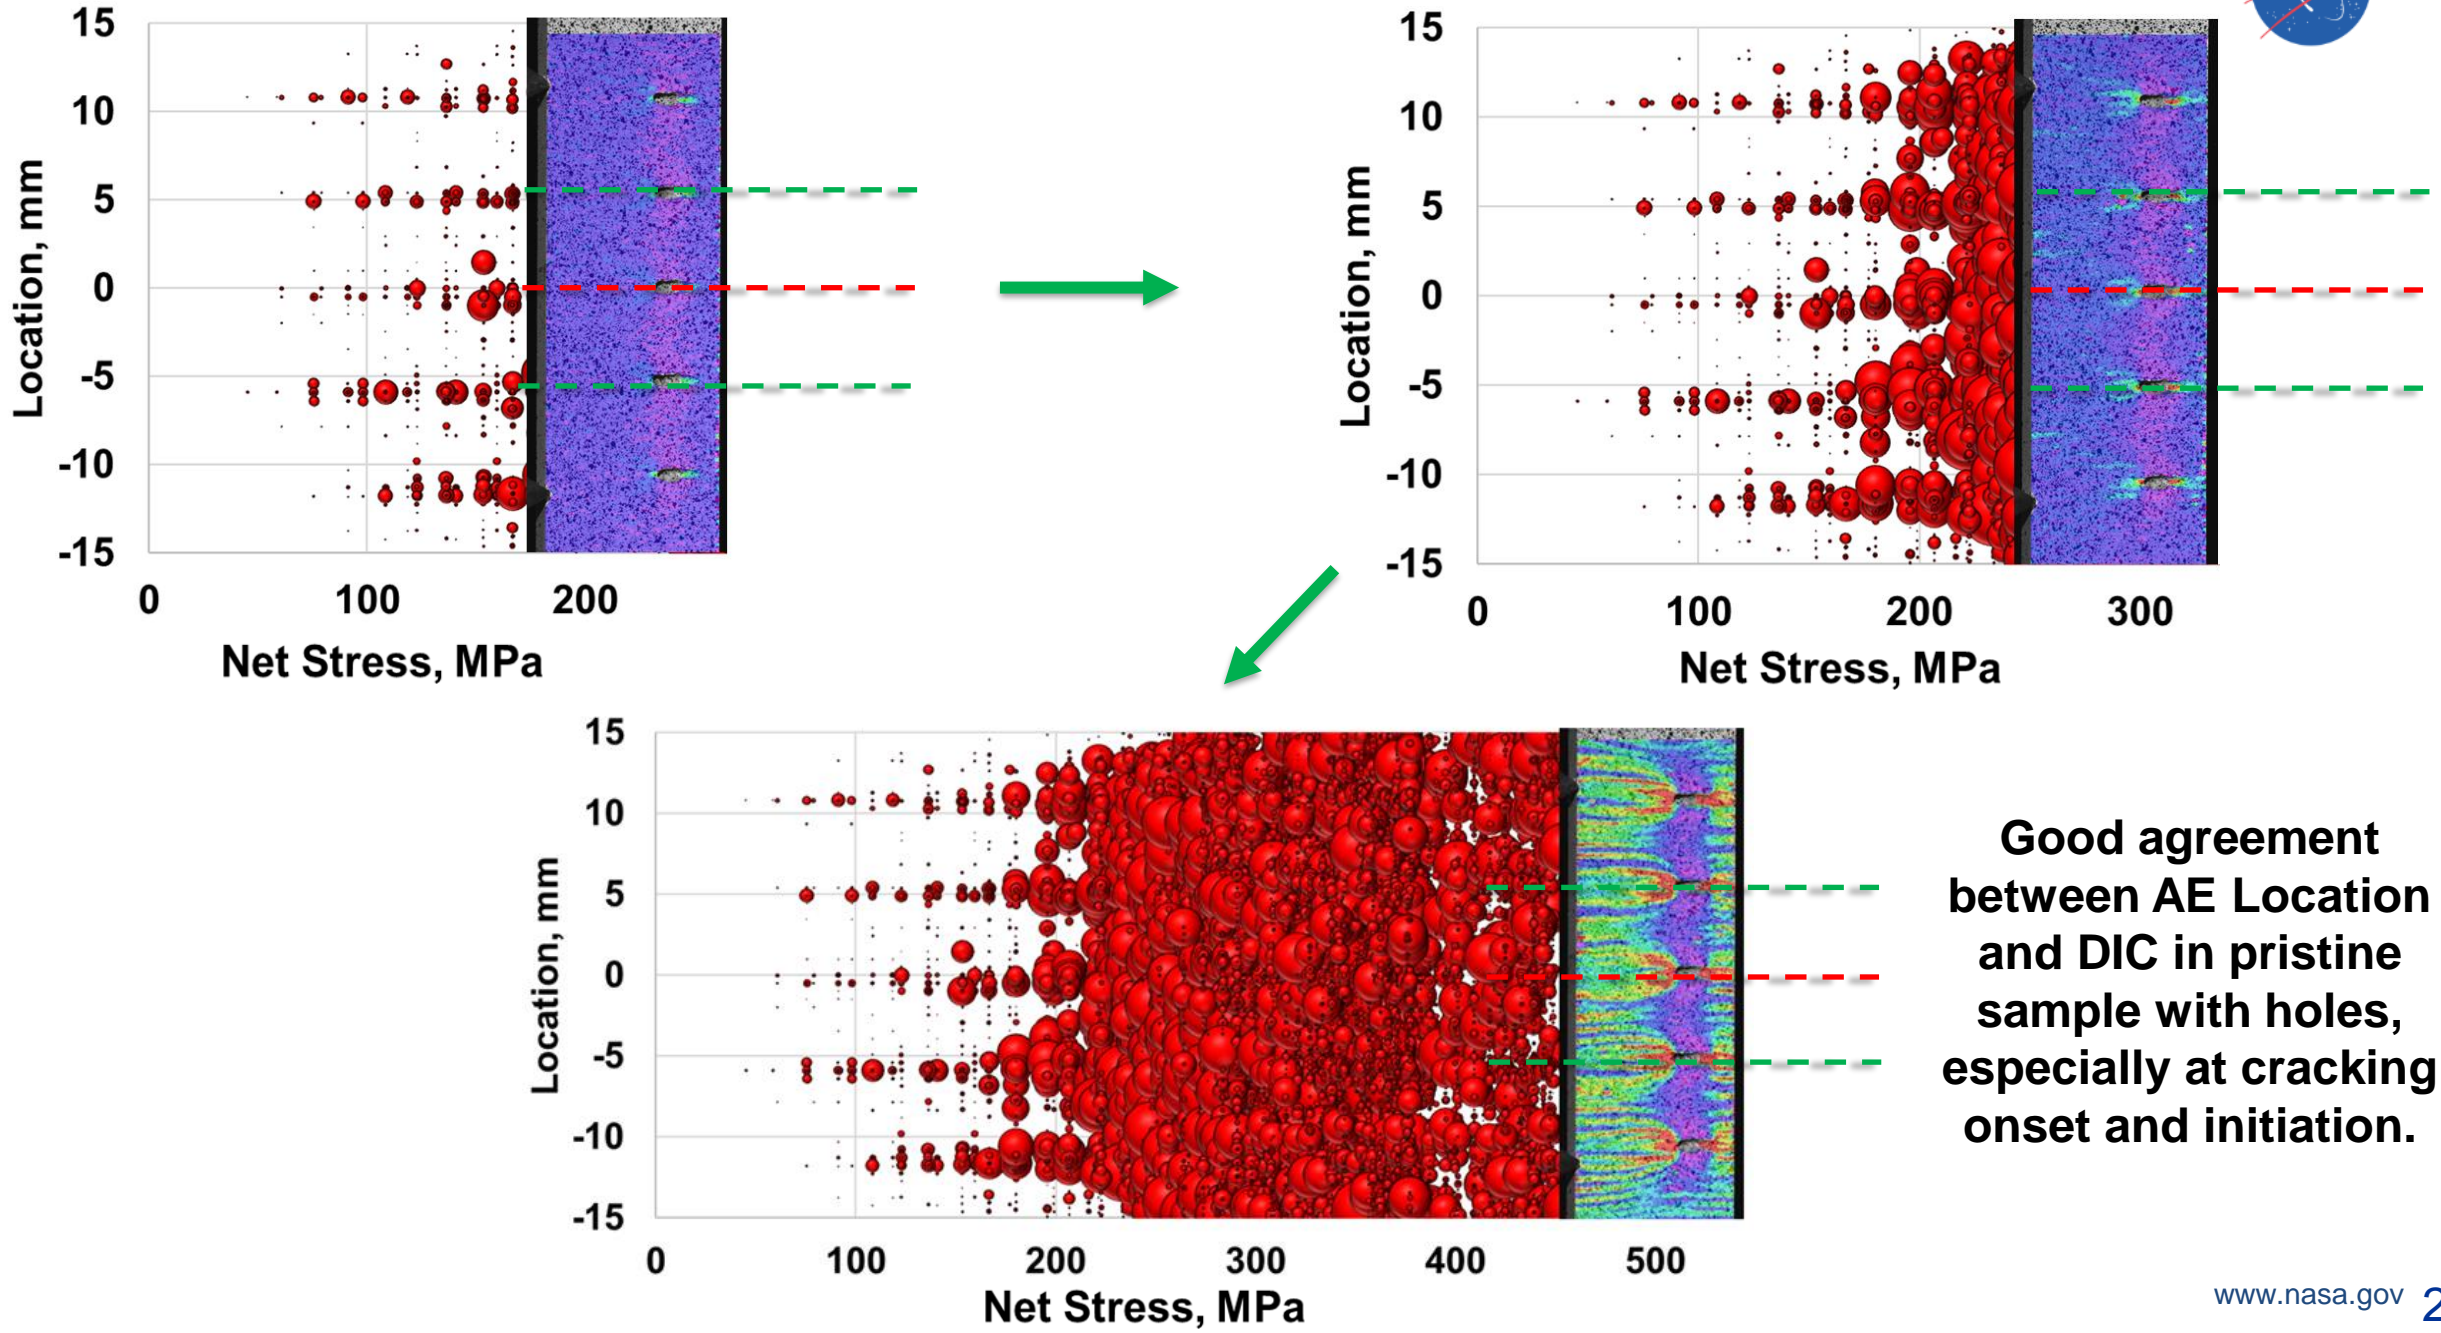 15
10
5
0
-5
-10
-15
Location, mm
0 100 200
Net Stress, MPa
15
10
5
0
-5
-10
-15
Location, mm
0 100 200 300
Net Stress, MPa
15
10
5
0
-5
-10
-15
Location, mm
0 100 200 300 400 500
Net Stress, MPa
Good agreement
between AE Location
and DIC in pristine
sample with holes,
especially at cracking
onset and initiation.
www.nasa.gov 2